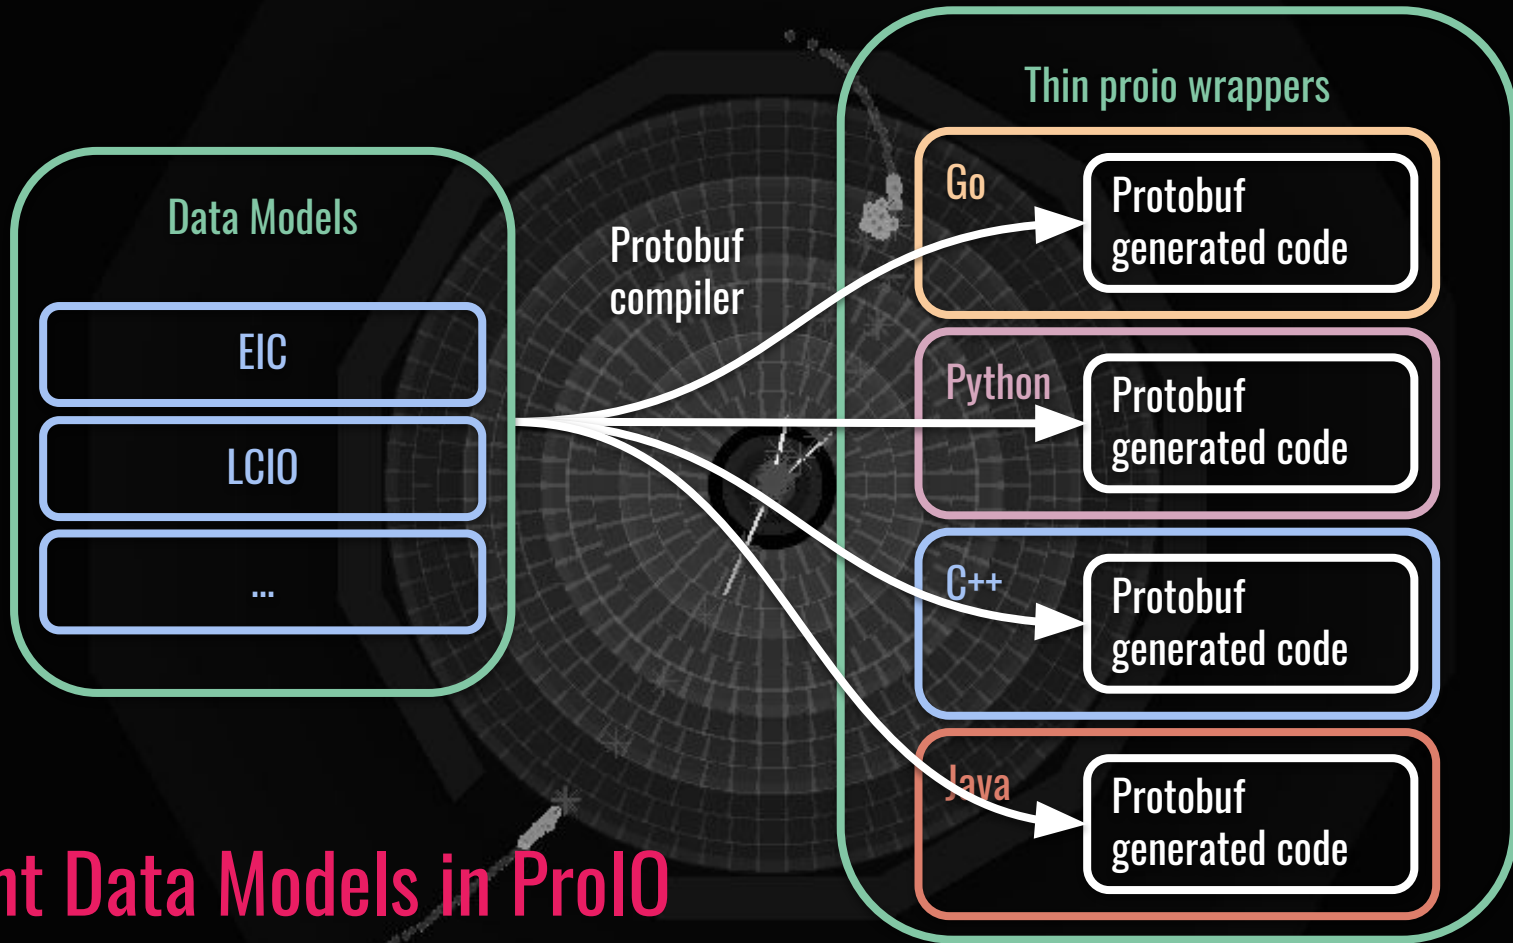 Thin proio wrappers
Data Models
EIC
LCIO
...
Protobuf
compiler
Go
Protobuf
generated code
Python
Protobuf
generated code
C++
Protobuf
generated code
Java
Protobuf
generated code
nt Data Models in ProIO